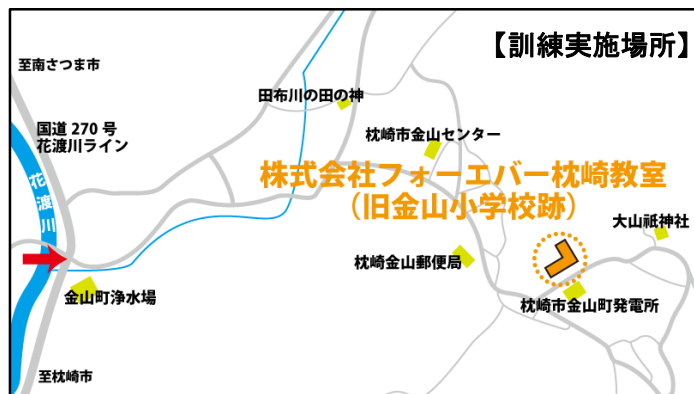 【訓練実施場所】
至南さつま市
田布川の田の神
国道 270 号
花渡川ライン
枕崎市金山センター
株式会社フォーエバー枕崎教室
（旧金山小学校跡）
花渡川
大山祇神社
枕崎金山郵便局
金山町浄水場
枕崎市金山町発電所
至枕崎市